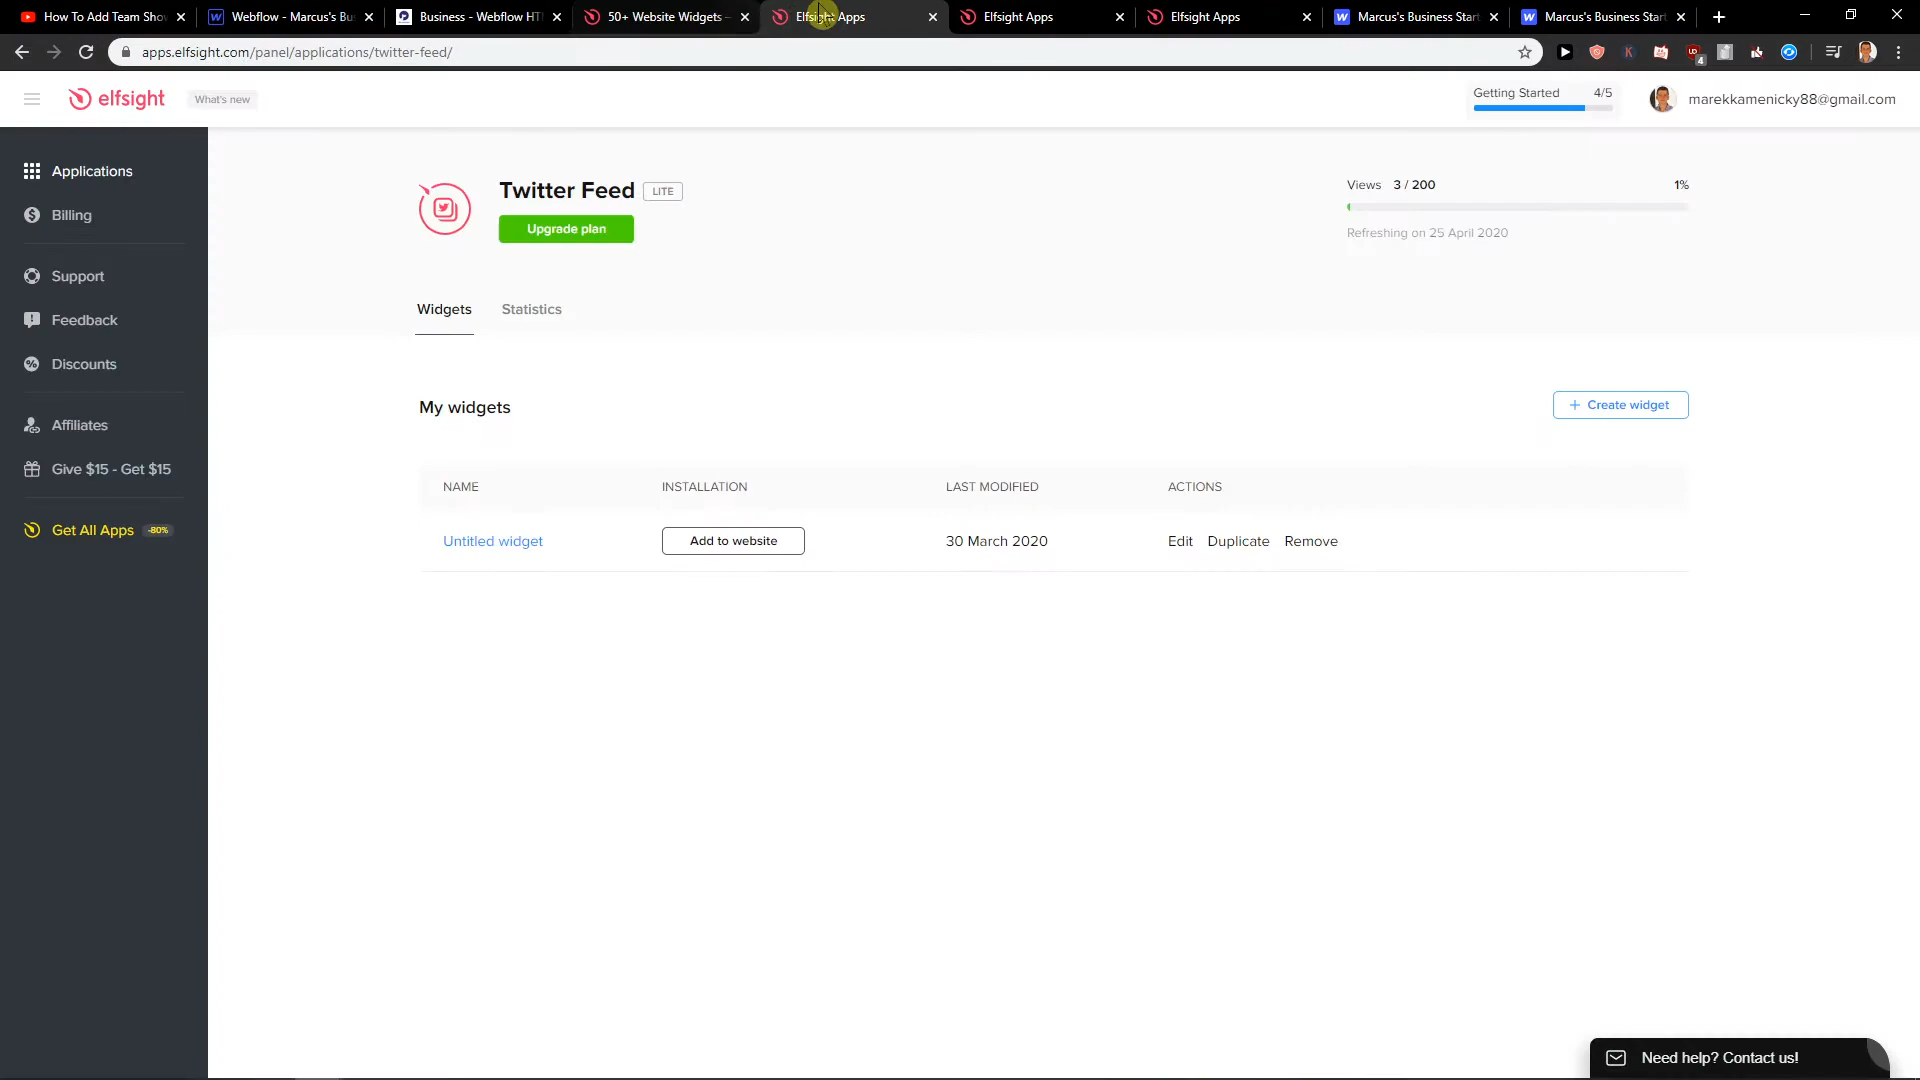 How To Add Team Sho
Webflow - Marcus's Bu
Business - Webflow HT
50+ Website Widgets -
Elfsight Apps
Elfsight Apps
Elfsight Apps
Marcus's Business Start
Marcus's Business Start
apps.elfsight.com/panel/applications/twitter-feed/
4
elfsight
What's new
Getting Started 4/5
marekkamenicky88@gmail.com
Applications
Billing
Support
Feedback
Discounts
Affiliates
Give $15 - Get $15
Get All Apps -80%
Twitter Feed LITE
Upgrade plan
Views 3 / 200 1%
Refreshing on 25 April 2020
Widgets Statistics
My widgets
+ Create widget
NAME INSTALLATION LAST MODIFIED ACTIONS
Untitled widget Add to website 30 March 2020 Edit Duplicate Remove
Need help? Contact us!